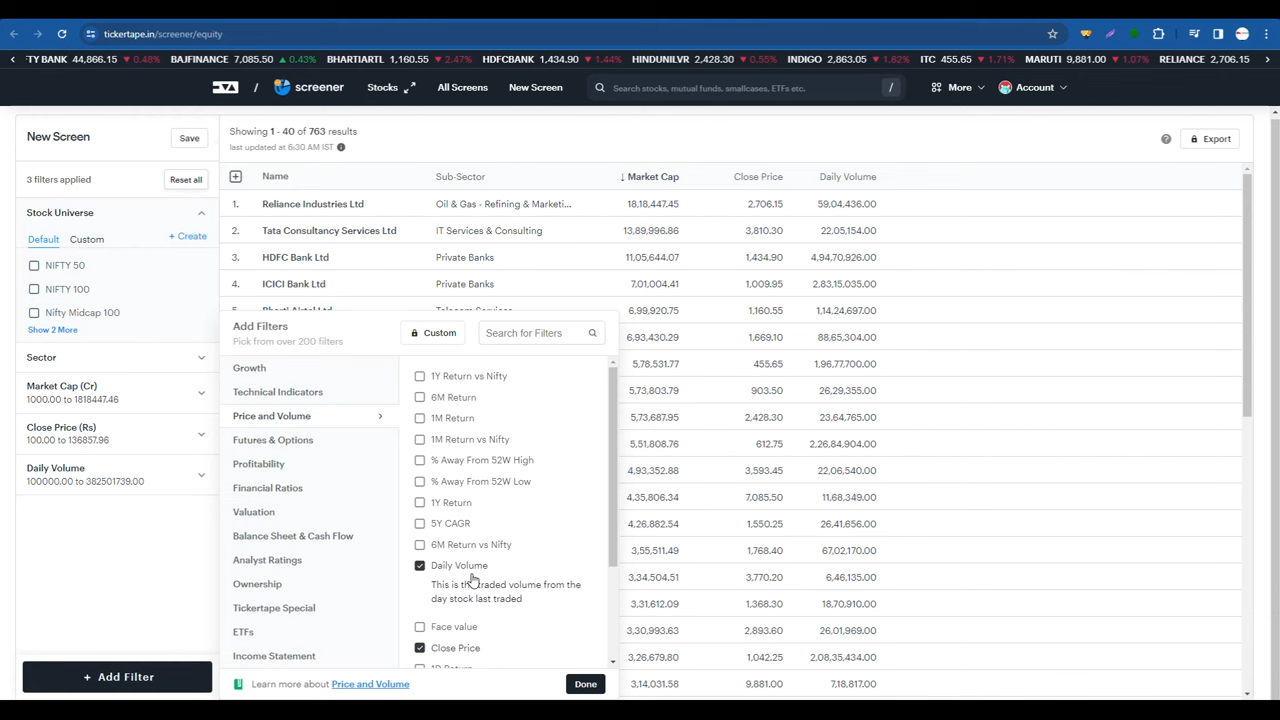 tickertape.in/screener/equity
TY BANK 44,866.15 0.48% BAJFINANCE 7,085.50 0.43% BHARTIARTL 1,160.55 2.47% HDFCBANK 1,434.90 1.44% HINDUNILVR 2,428.30 0.55% INDIGO 2,863.05 1.62% ITC 455.65 1.71% MARUTI 9,881.00 1.07% RELIANCE 2,706.15
/ screener Stocks All Screens New Screen Search stocks, mutual funds, smallcases, ETFs etc. / More Account
New Screen Save
3 filters applied Reset all
Stock Universe
Default Custom + Create
NIFTY 50
NIFTY 100
Nifty Midcap 100
Show 2 More
Sector
Market Cap (Cr)
1000.00 to 1818447.46
Close Price (Rs)
100.00 to 136857.96
Daily Volume
100000.00 to 382501739.00
+ Add Filter
Showing 1 - 40 of 763 results
last updated at 6:30 AM IST
Export
Name Sub-Sector ↓ Market Cap Close Price Daily Volume
1. Reliance Industries Ltd Oil & Gas - Refining & Marketi... 18,18,447.45 2,706.15 59,04,436.00
2. Tata Consultancy Services Ltd IT Services & Consulting 13,89,996.86 3,810.30 22,05,154.00
3. HDFC Bank Ltd Private Banks 11,05,644.07 1,434.90 4,94,70,926.00
4. ICICI Bank Ltd Private Banks 7,01,004.41 1,009.95 2,83,15,035.00
5. Bharti Airtel Ltd Telecom Services 6,99,920.75 1,160.55 1,14,24,697.00
6,93,430.29 1,669.10 88,65,304.00
5,78,531.77 455.65 1,96,77,700.00
5,73,803.79 903.50 26,29,355.00
5,73,687.95 2,428.30 23,64,765.00
5,51,808.76 612.75 2,26,84,904.00
4,93,352.88 3,593.45 22,06,540.00
4,35,806.34 7,085.50 11,68,349.00
4,26,882.54 1,550.25 26,41,656.00
3,55,511.49 1,768.40 67,02,170.00
3,34,504.51 3,770.20 6,46,135.00
3,31,612.09 1,368.30 18,70,910.00
3,30,993.63 2,893.60 26,01,969.00
3,26,679.80 1,042.25 2,08,35,434.00
3,14,031.58 9,881.00 7,18,817.00
Add Filters
Pick from over 200 filters
Custom
Search for Filters
Growth
Technical Indicators
Price and Volume
Futures & Options
Profitability
Financial Ratios
Valuation
Balance Sheet & Cash Flow
Analyst Ratings
Ownership
Tickertape Special
ETFs
Income Statement
1Y Return vs Nifty
6M Return
1M Return
1M Return vs Nifty
% Away From 52W High
% Away From 52W Low
1Y Return
5Y CAGR
6M Return vs Nifty
Daily Volume
This is the traded volume from the
day stock last traded
Face value
Close Price
1D Return
Learn more about Price and Volume
Done